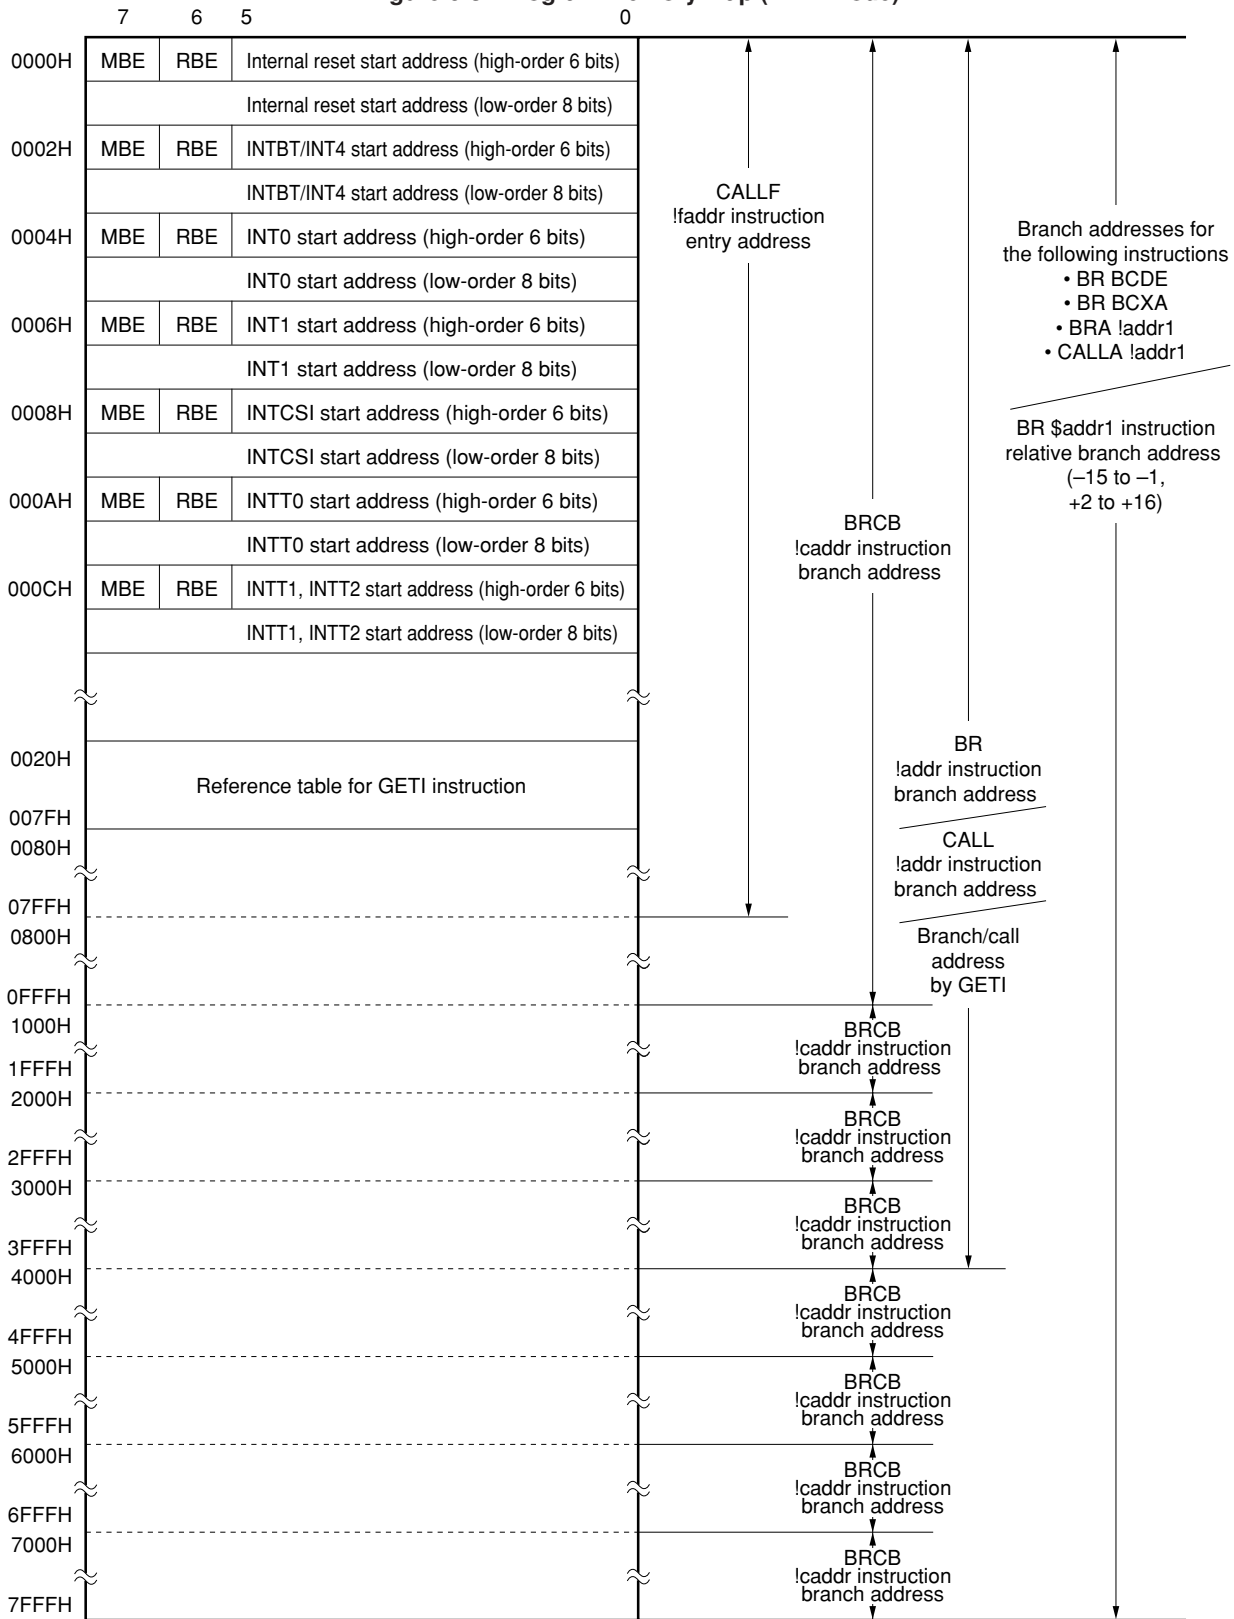 7 6 5 0
0000H MBE RBE Internal reset start address (high-order 6 bits)
Internal reset start address (low-order 8 bits)
0002H MBE RBE INTBT/INT4 start address (high-order 6 bits)
INTBT/INT4 start address (low-order 8 bits)
0004H MBE RBE INT0 start address (high-order 6 bits)
INT0 start address (low-order 8 bits)
0006H MBE RBE INT1 start address (high-order 6 bits)
INT1 start address (low-order 8 bits)
0008H MBE RBE INTCSI start address (high-order 6 bits)
INTCSI start address (low-order 8 bits)
000AH MBE RBE INTT0 start address (high-order 6 bits)
INTT0 start address (low-order 8 bits)
000CH MBE RBE INTT1, INTT2 start address (high-order 6 bits)
INTT1, INTT2 start address (low-order 8 bits)
0020H
Reference table for GETI instruction
007FH
0080H
07FFH
0800H
0FFFH
1000H
1FFFH
2000H
2FFFH
3000H
3FFFH
4000H
4FFFH
5000H
5FFFH
6000H
6FFFH
7000H
7FFFH
CALLF
!faddr instruction
entry address
BRCB
!caddr instruction
branch address
BRCB
!caddr instruction
branch address
BRCB
!caddr instruction
branch address
BRCB
!caddr instruction
branch address
BRCB
!caddr instruction
branch address
BRCB
!caddr instruction
branch address
BRCB
!caddr instruction
branch address
BRCB
!caddr instruction
branch address
BR
!addr instruction
branch address
CALL
!addr instruction
branch address
Branch/call
address
by GETI
Branch addresses for
the following instructions
• BR BCDE
• BR BCXA
• BRA !addr1
• CALLA !addr1
BR $addr1 instruction
relative branch address
(–15 to –1,
+2 to +16)